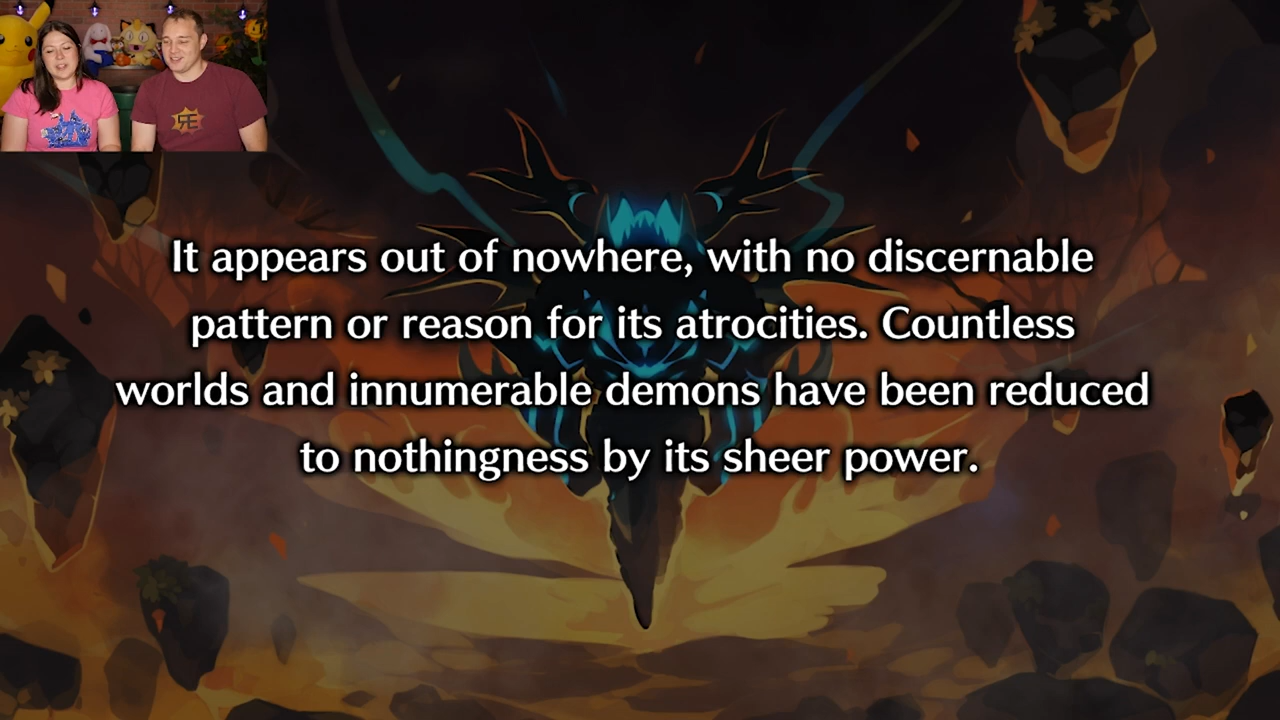 It appears out of nowhere, with no discernable
pattern or reason for its atrocities. Countless
worlds and innumerable demons have been reduced
to nothingness by its sheer power.